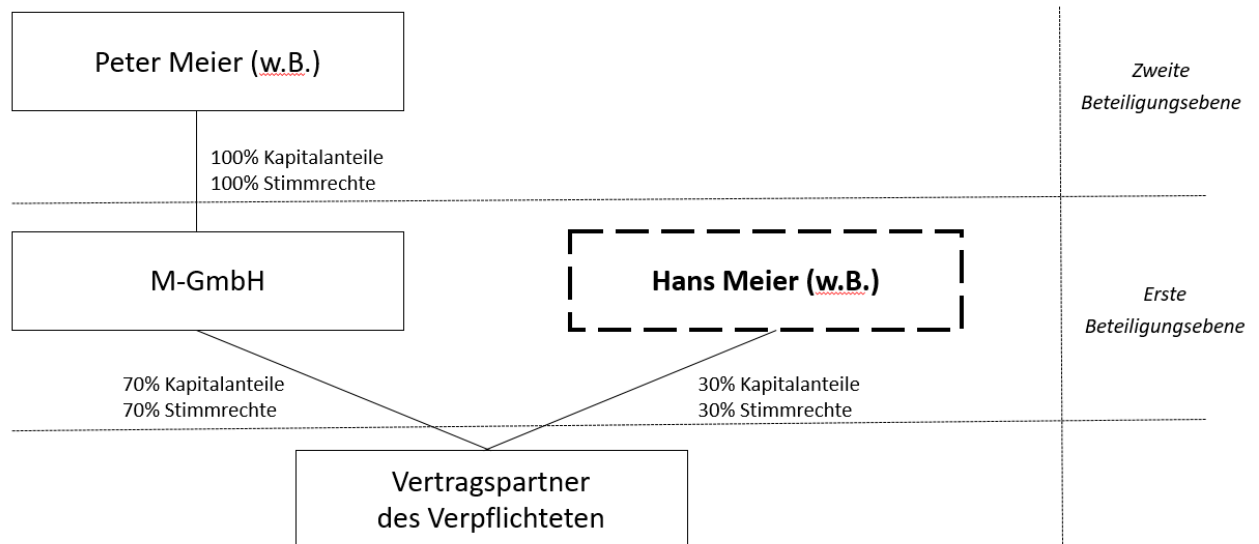 Peter Meier (w.B.)
Zweite
Beteiligungsebene
100% Kapitalanteile
100% Stimmrechte
M-GmbH
Hans Meier (w.B.)
Erste
Beteiligungsebene
70% Kapitalanteile
70% Stimmrechte
30% Kapitalanteile
30% Stimmrechte
Vertragspartner
des Verpflichteten